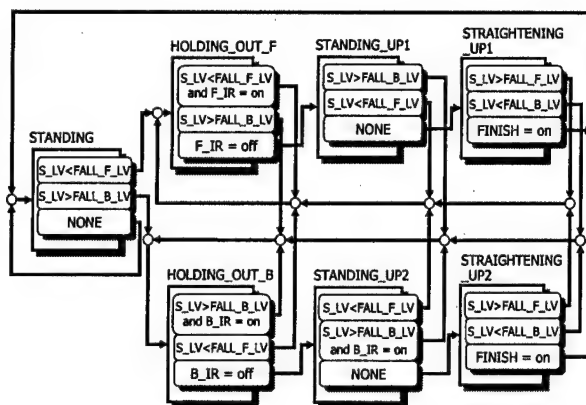 HOLDING_OUT_F
S_LV<FALL_F_LV
and F_IR = on
S_LV>FALL_B_LV
F_IR = off
STANDING_UP1
S_LV>FALL_B_LV
S_LV<FALL_F_LV
NONE
STRAIGHTENING
_UP1
S_LV>FALL_F_LV
S_LV<FALL_B_LV
FINISH = on
STANDING
S_LV<FALL_F_LV
S_LV>FALL_B_LV
NONE
HOLDING_OUT_B
S_LV>FALL_B_LV
and B_IR = on
S_LV<FALL_F_LV
B_IR = off
STANDING_UP2
S_LV<FALL_F_LV
S_LV>FALL_B_LV
and B_IR = on
NONE
STRAIGHTENING
_UP2
S_LV>FALL_F_LV
S_LV<FALL_B_LV
FINISH = on